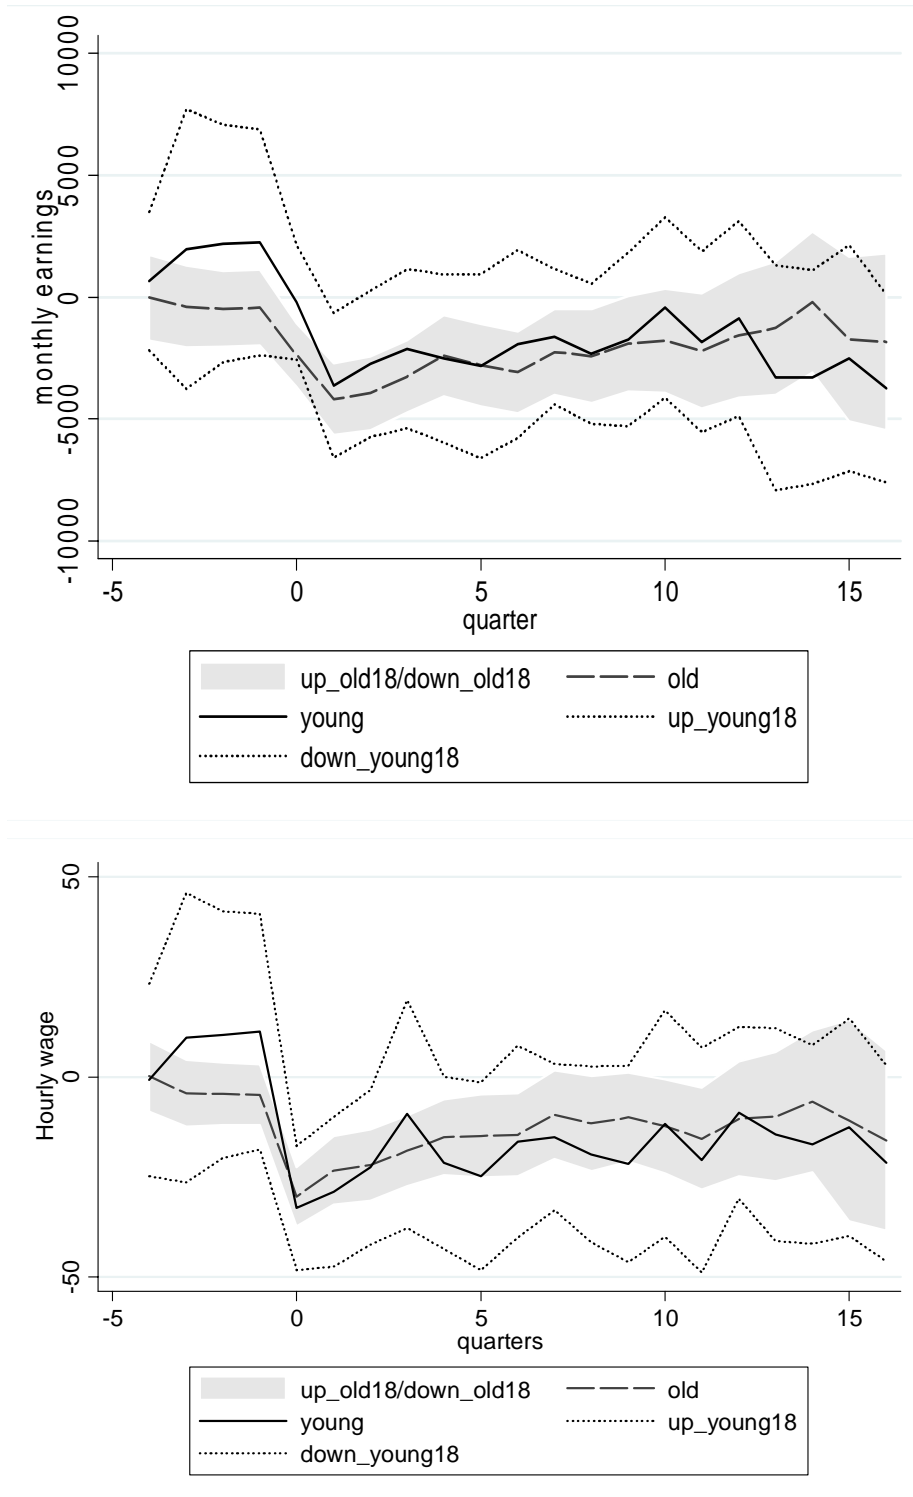 10000
5000
0
-5000
-10000
monthly earnings
-5 0 5 10 15
quarter
up_old18/down_old18 old
young up_young18
down_young18
50
0
-50
Hourly wage
-5 0 5 10 15
quarters
up_old18/down_old18 old
young up_young18
down_young18